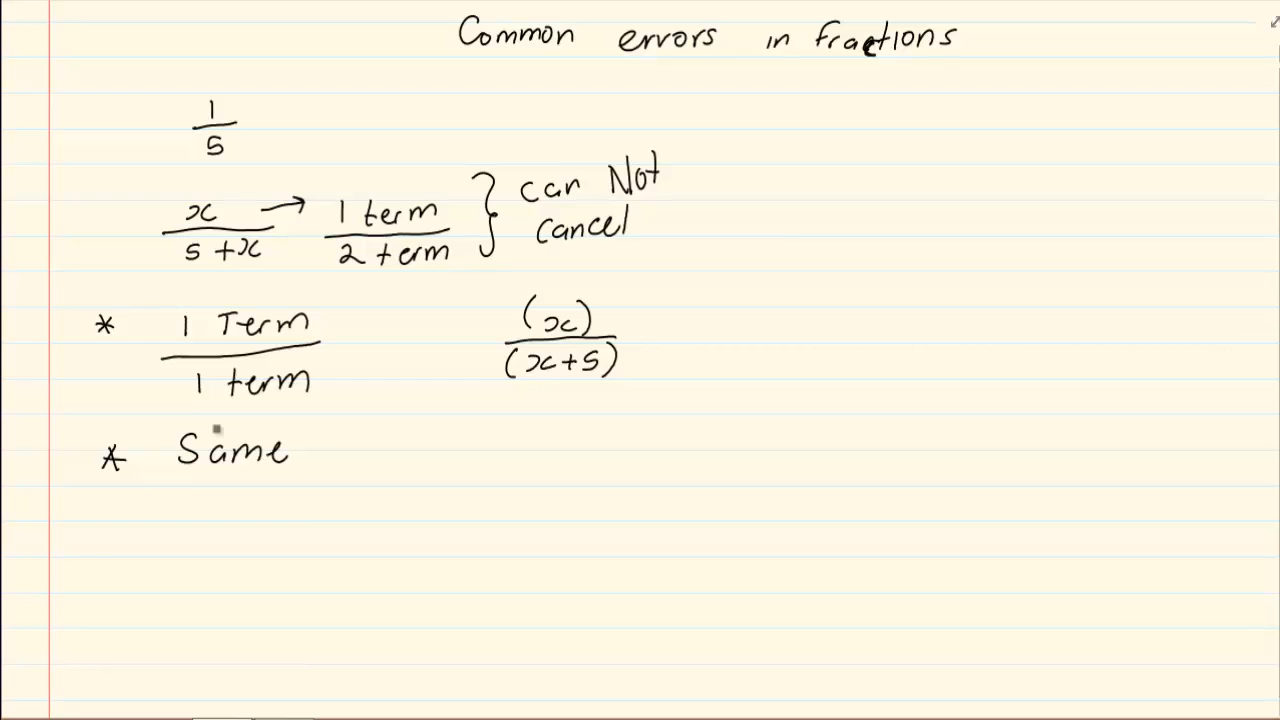 Common errors in fractions
1
5
x → 1 term } can Not
5 + x 2 term cancel
* 1 Term (x)
1 term (x+5)
* Same